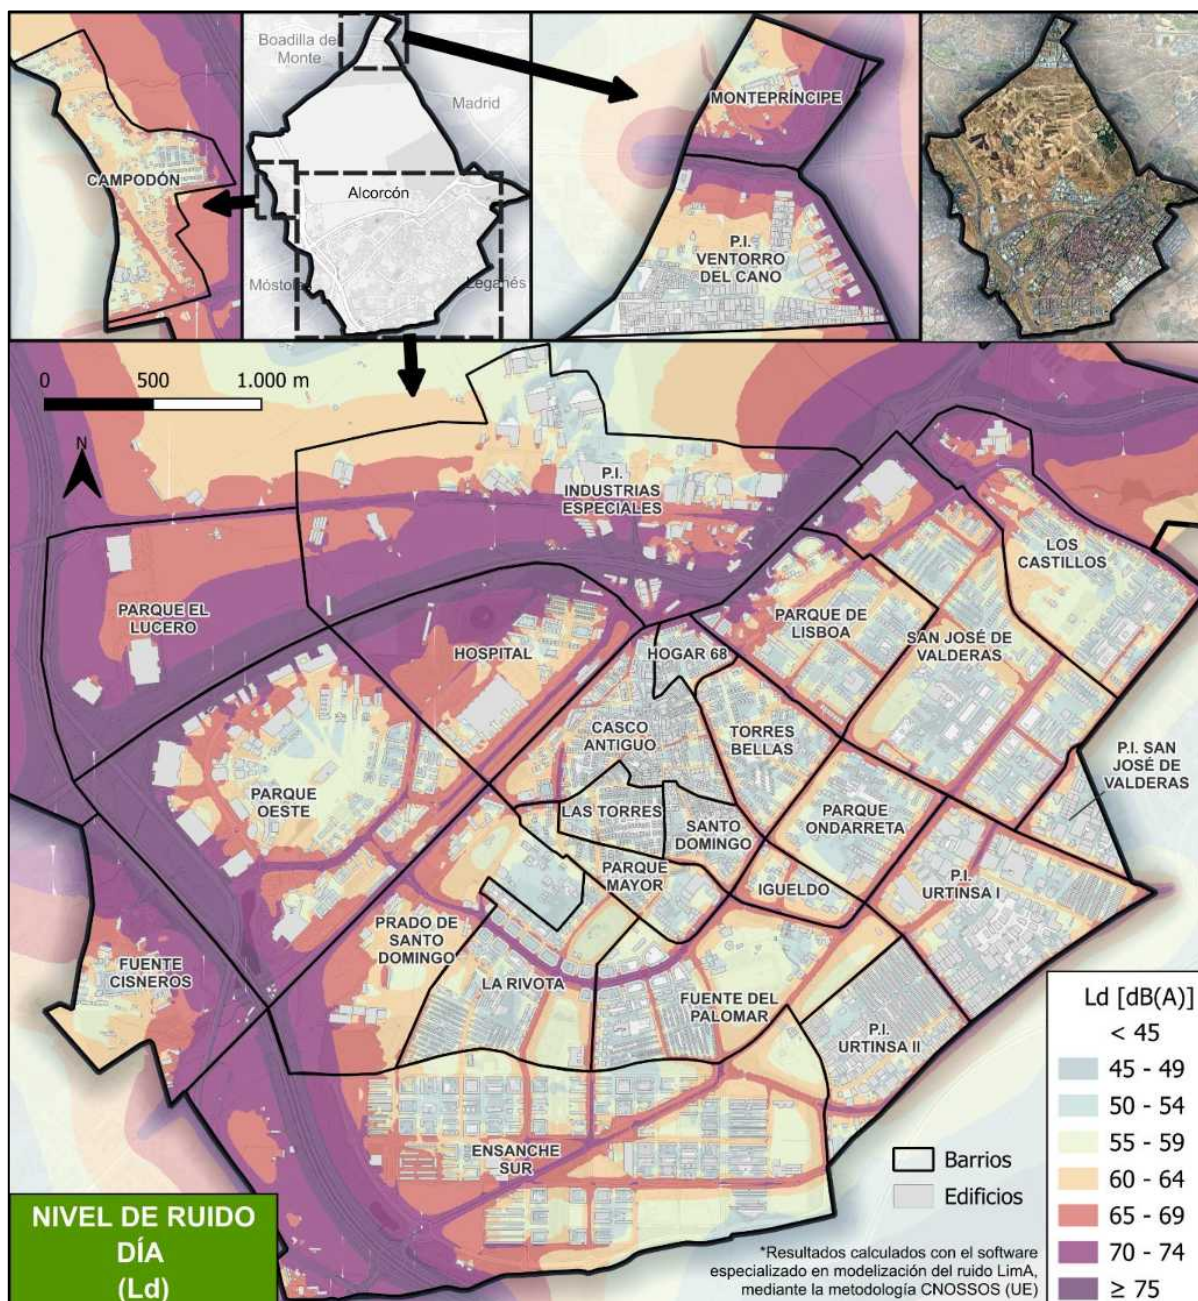 Boadilla del
Monte
Madrid
Alcorcón
Móstoles
Leganés
CAMPODÓN
MONTEPRÍNCIPE
P.I.
VENTORRO
DEL CANO
0 500 1.000 m
N
P.I.
INDUSTRIAS
ESPECIALES
LOS
CASTILLOS
PARQUE EL
LUCERO
PARQUE DE
LISBOA
HOSPITAL
HOGAR 68
SAN JOSÉ DE
VALDERAS
CASCO
ANTIGUO
TORRES
BELLAS
P.I. SAN
JOSÉ DE
VALDERAS
PARQUE
OESTE
LAS TORRES
SANTO
DOMINGO
PARQUE
ONDARRETA
PARQUE
MAYOR
IGUELDO
P.I.
URTINSA I
PRADO DE
SANTO
DOMINGO
FUENTE
CISNEROS
LA RIVOTA
FUENTE DEL
PALOMAR
P.I.
URTINSA II
ENSANCHE
SUR
Barrios
Edificios
Ld [dB(A)]
< 45
45 - 49
50 - 54
55 - 59
60 - 64
65 - 69
70 - 74
≥ 75
NIVEL DE RUIDO
DÍA
(Ld)
*Resultados calculados con el software
especializado en modelización del ruido LimA,
mediante la metodología CNOSSOS (UE)